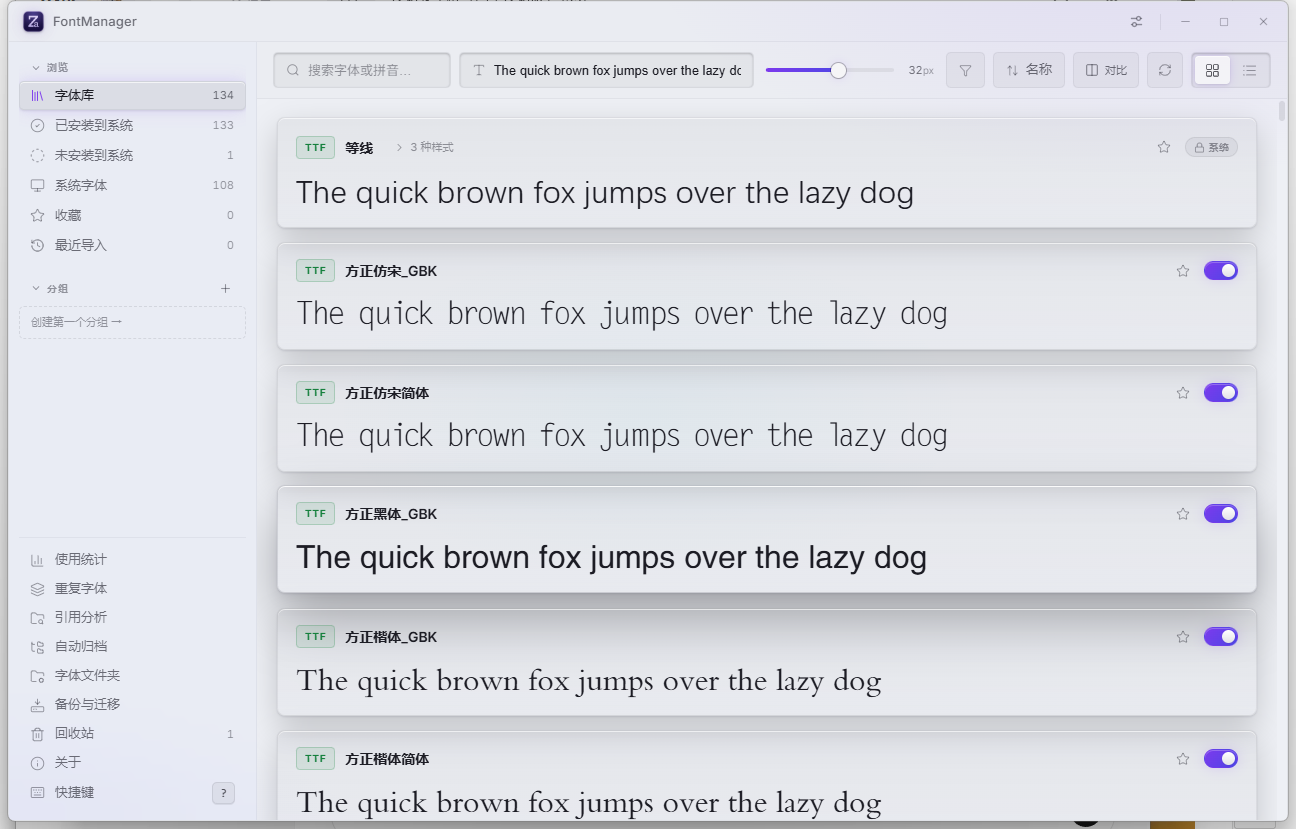 FontManager
浏览
字体库 134
已安装到系统 133
未安装到系统 1
系统字体 108
收藏 0
最近导入 0
分组 +
创建第一个分组 →
使用统计
重复字体
引用分析
自动归档
字体文件夹
备份与迁移
回收站 1
关于
快捷键 ?
搜索字体或拼音... The quick brown fox jumps over the lazy dc 32px 名称 对比
TTF 等线 3 种样式 系统
The quick brown fox jumps over the lazy dog
TTF 方正仿宋_GBK
The quick brown fox jumps over the lazy dog
TTF 方正仿宋简体
The quick brown fox jumps over the lazy dog
TTF 方正黑体_GBK
The quick brown fox jumps over the lazy dog
TTF 方正楷体_GBK
The quick brown fox jumps over the lazy dog
TTF 方正楷体简体
The quick brown fox jumps over the lazy dog